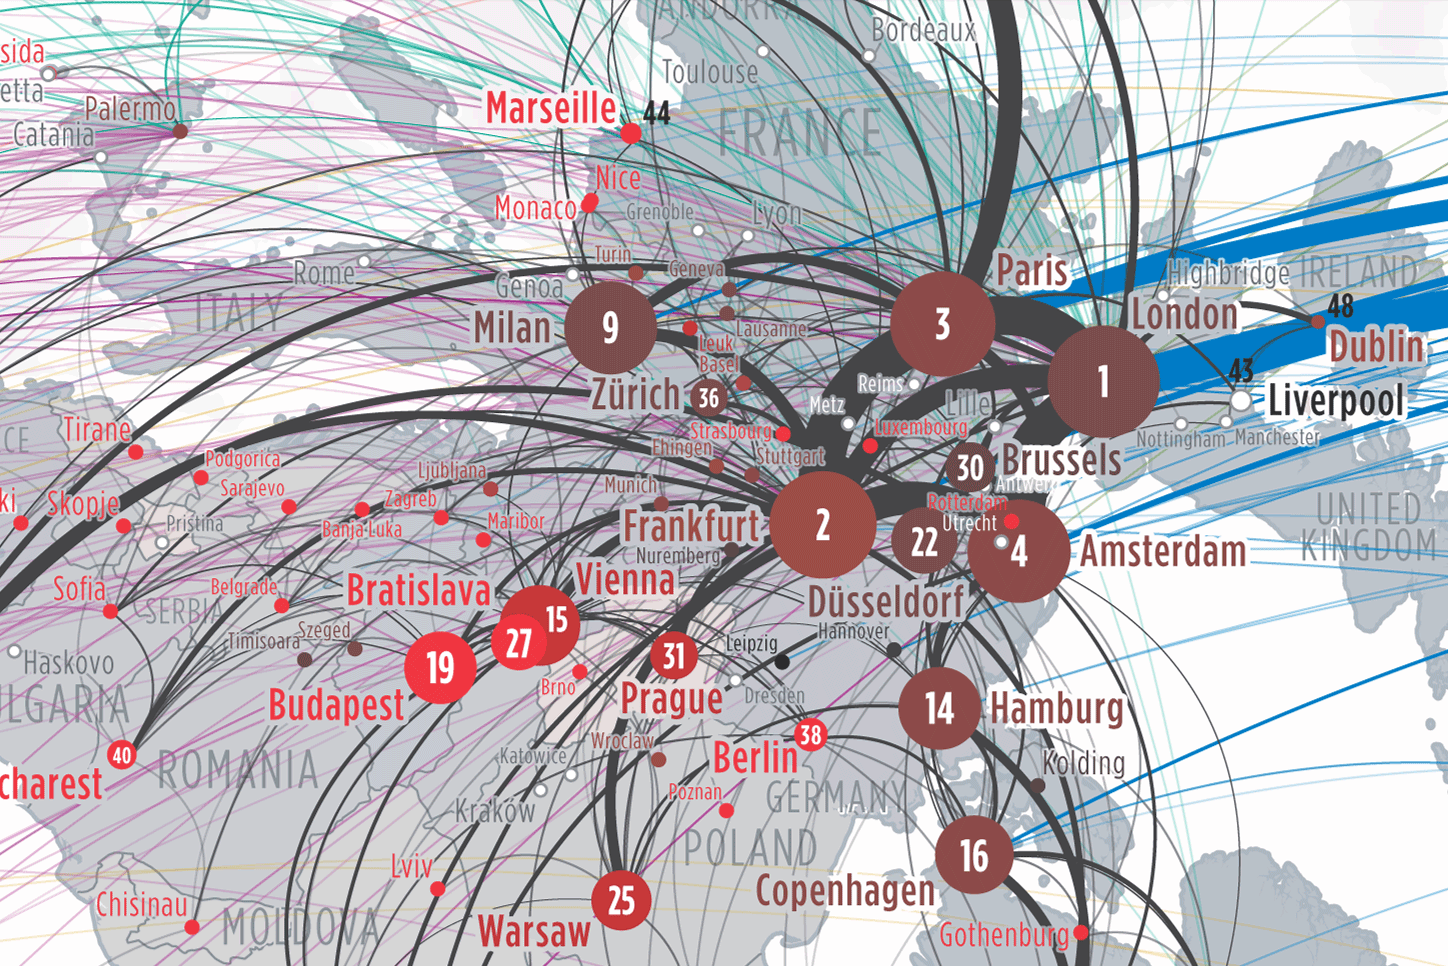 ANDORRA
Bordeaux
sida
Toulouse
etta
Palermo
Marseille
44
Catania
FRANCE
Nice
Monaco
Grenoble
Lyon
Rome
Turin
Geneva
Paris
Highbridge
IRELAND
Genoa
ITALY
Milan
9
3
London
48
Lausanne
Leuk
Dublin
Basel
1
43
Zürich
36
Reims
Metz
Lille
Liverpool
CE
Tirane
Strasbourg
Luxembourg
Nottingham
Manchester
Ehingen
Stuttgart
Podgorica
Ljubljana
30
Brussels
Sarajevo
Munich
Antwerp
ki
Skopje
Zagreb
Rotterdam
UNITED
KINGDOM
Pristina
Banja Luka
Maribor
Frankfurt
2
Utrecht
Nuremberg
22
4
Amsterdam
Sofia
Belgrade
Bratislava
Vienna
SERBIA
Düsseldorf
15
Timisoara
Szeged
27
Leipzig
Hannover
Haskovo
19
31
Brno
Dresden
LGARIA
Budapest
Prague
14
Hamburg
40
Wroclaw
38
charest
ROMANIA
Katowice
Berlin
Kolding
Poznan
GERMANY
Kraków
POLAND
16
Lviv
Copenhagen
Chisinau
25
MOLDOVA
Warsaw
Gothenburg